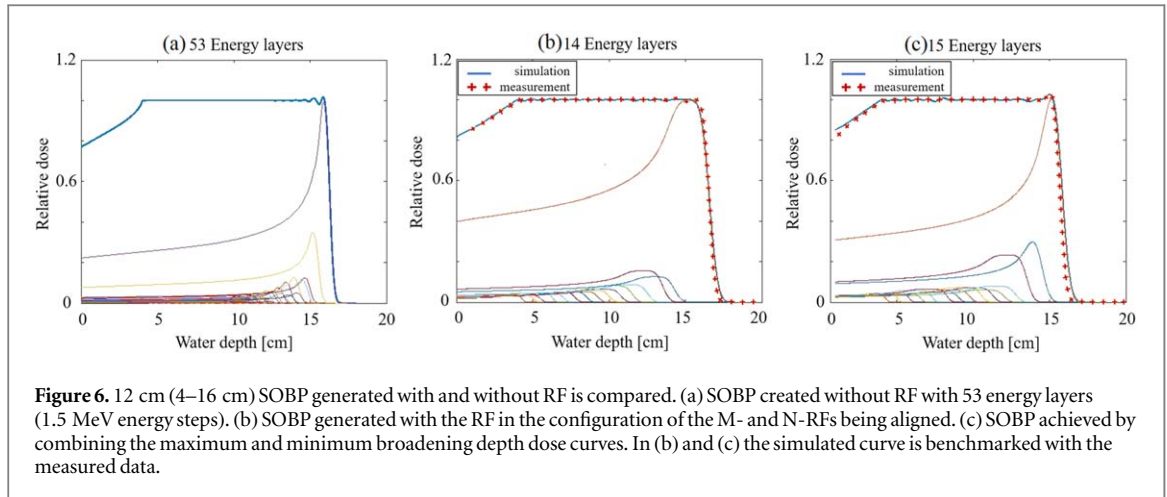 (a) 53 Energy layers
1.2
0.6
0
Relative dose
0 5 10 15 20
Water depth [cm]
(b) 14 Energy layers
1.2
simulation
measurement
0.6
0
Relative dose
0 5 10 15 20
Water depth [cm]
(c) 15 Energy layers
1.2
simulation
measurement
0.6
0
Relative dose
0 5 10 15 20
Water depth [cm]
Figure 6. 12 cm (4–16 cm) SOBP generated with and without RF is compared. (a) SOBP created without RF with 53 energy layers
(1.5 MeV energy steps). (b) SOBP generated with the RF in the configuration of the M- and N-RFs being aligned. (c) SOBP achieved by
combining the maximum and minimum broadening depth dose curves. In (b) and (c) the simulated curve is benchmarked with the
measured data.